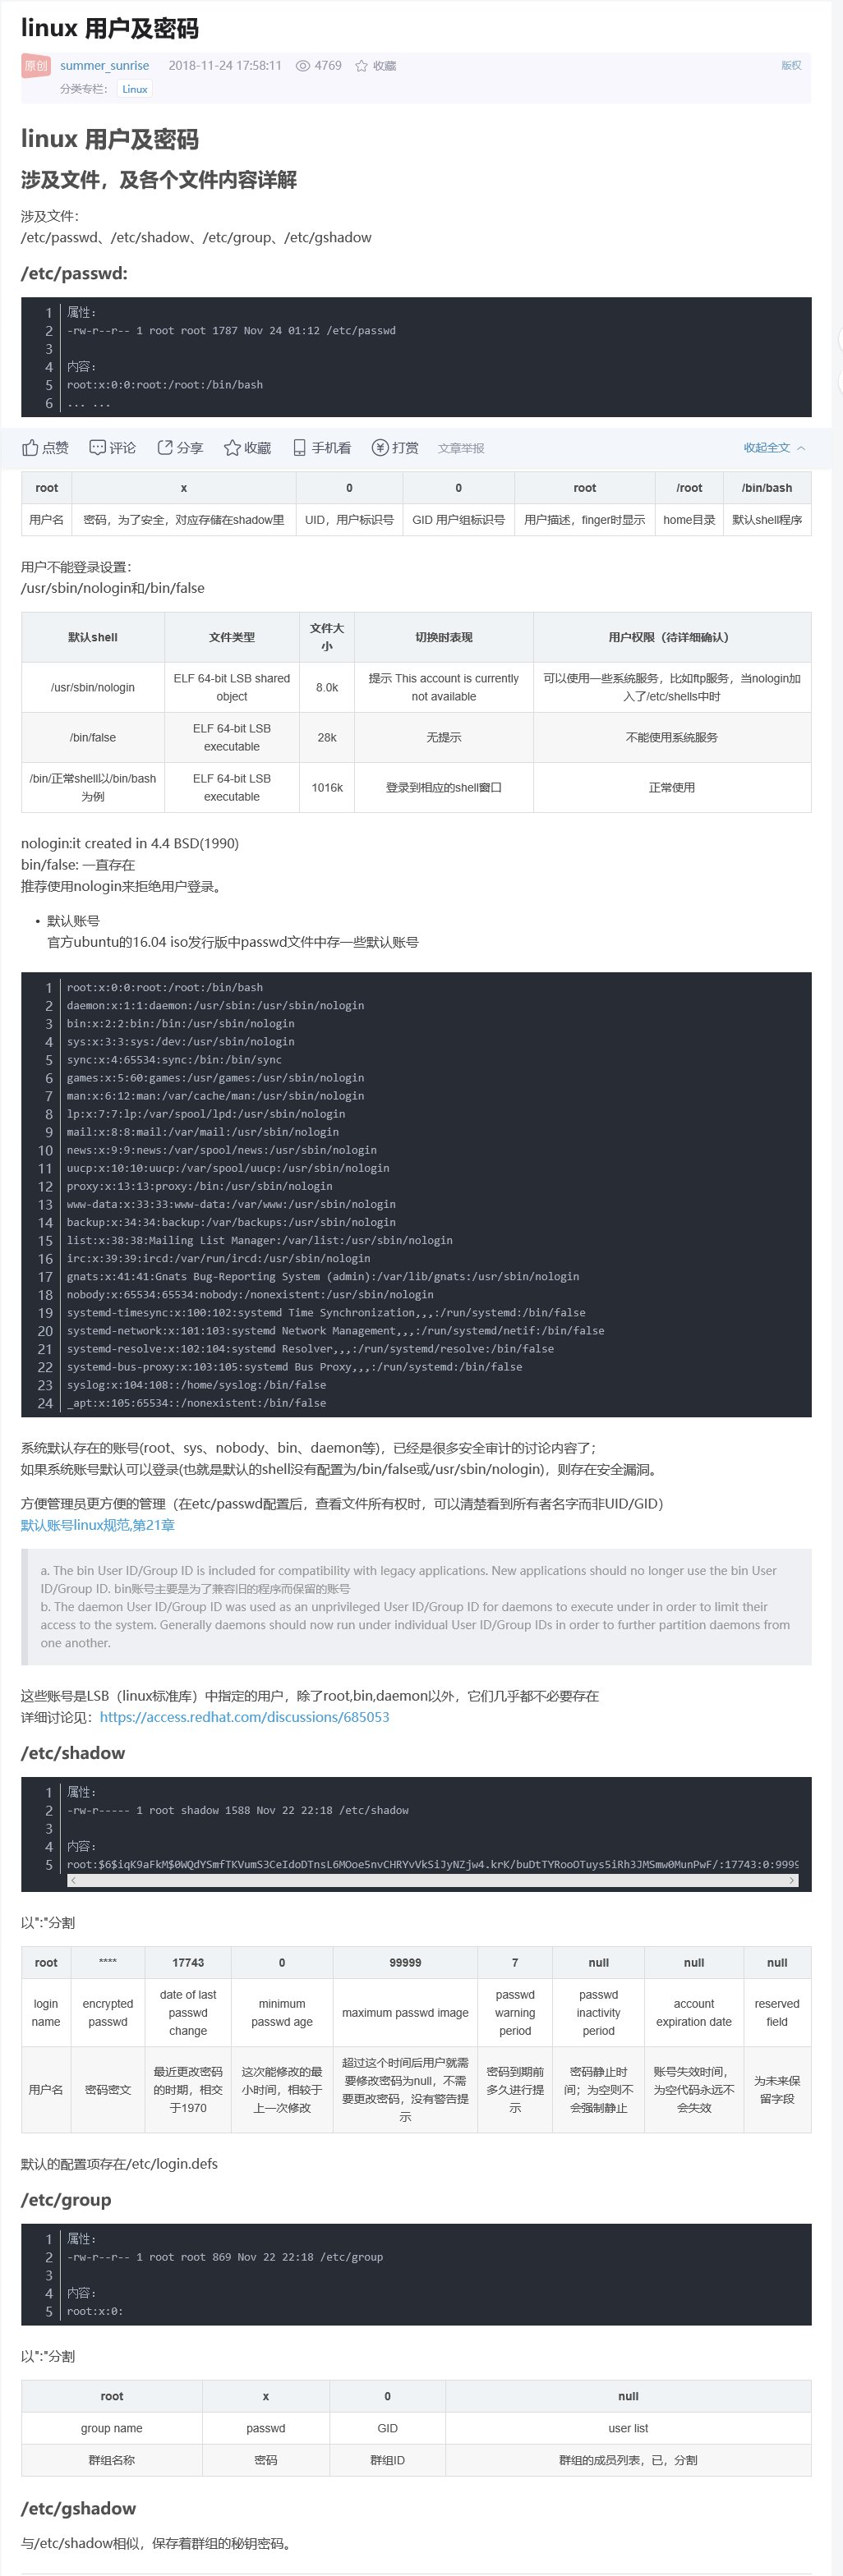 linux 用户及密码
原创 summer_sunrise 2018-11-24 17:58:11 4769 收藏 版权
分类专栏： Linux
linux 用户及密码
涉及文件，及各个文件内容详解
涉及文件：
/etc/passwd、/etc/shadow、/etc/group、/etc/gshadow
/etc/passwd:
1 属性：
2 -rw-r--r-- 1 root root 1787 Nov 24 01:12 /etc/passwd
3
4 内容：
5 root:x:0:0:root:/root:/bin/bash
6 ... ...
点赞 评论 分享 收藏 手机看 打赏 文章举报 收起全文
root x 0 0 root /root /bin/bash
用户名 密码，为了安全，对应存储在shadow里 UID，用户标识号 GID 用户组标识号 用户描述，finger时显示 home目录 默认shell程序
用户不能登录设置：
/usr/sbin/nologin和/bin/false
默认shell 文件类型 文件大小 切换时表现 用户权限（待详细确认）
/usr/sbin/nologin ELF 64-bit LSB shared object 8.0k 提示 This account is currently not available 可以使用一些系统服务，比如ftp服务，当nologin加入了/etc/shells中时
/bin/false ELF 64-bit LSB executable 28k 无提示 不能使用系统服务
/bin/正常shell以/bin/bash为例 ELF 64-bit LSB executable 1016k 登录到相应的shell窗口 正常使用
nologin:it created in 4.4 BSD(1990)
bin/false: 一直存在
推荐使用nologin来拒绝用户登录。
• 默认账号
官方ubuntu的16.04 iso发行版中passwd文件中存一些默认账号
1 root:x:0:0:root:/root:/bin/bash
2 daemon:x:1:1:daemon:/usr/sbin:/usr/sbin/nologin
3 bin:x:2:2:bin:/bin:/usr/sbin/nologin
4 sys:x:3:3:sys:/dev:/usr/sbin/nologin
5 sync:x:4:65534:sync:/bin:/bin/sync
6 games:x:5:60:games:/usr/games:/usr/sbin/nologin
7 man:x:6:12:man:/var/cache/man:/usr/sbin/nologin
8 lp:x:7:7:lp:/var/spool/lpd:/usr/sbin/nologin
9 mail:x:8:8:mail:/var/mail:/usr/sbin/nologin
10 news:x:9:9:news:/var/spool/news:/usr/sbin/nologin
11 uucp:x:10:10:uucp:/var/spool/uucp:/usr/sbin/nologin
12 proxy:x:13:13:proxy:/bin:/usr/sbin/nologin
13 www-data:x:33:33:www-data:/var/www:/usr/sbin/nologin
14 backup:x:34:34:backup:/var/backups:/usr/sbin/nologin
15 list:x:38:38:Mailing List Manager:/var/list:/usr/sbin/nologin
16 irc:x:39:39:ircd:/var/run/ircd:/usr/sbin/nologin
17 gnats:x:41:41:Gnats Bug-Reporting System (admin):/var/lib/gnats:/usr/sbin/nologin
18 nobody:x:65534:65534:nobody:/nonexistent:/usr/sbin/nologin
19 systemd-timesync:x:100:102:systemd Time Synchronization,,,:/run/systemd:/bin/false
20 systemd-network:x:101:103:systemd Network Management,,,:/run/systemd/netif:/bin/false
21 systemd-resolve:x:102:104:systemd Resolver,,,:/run/systemd/resolve:/bin/false
22 systemd-bus-proxy:x:103:105:systemd Bus Proxy,,,:/run/systemd:/bin/false
23 syslog:x:104:108::/home/syslog:/bin/false
24 _apt:x:105:65534::/nonexistent:/bin/false
系统默认存在的账号(root、sys、nobody、bin、daemon等)，已经是很多安全审计的讨论内容了；
如果系统账号默认可以登录(也就是默认的shell没有配置为/bin/false或/usr/sbin/nologin)，则存在安全漏洞。
方便管理员更方便的管理（在etc/passwd配置后，查看文件所有权时，可以清楚看到所有者名字而非UID/GID）
默认账号linux规范,第21章
a. The bin User ID/Group ID is included for compatibility with legacy applications. New applications should no longer use the bin User
ID/Group ID. bin账号主要是为了兼容旧的程序而保留的账号
b. The daemon User ID/Group ID was used as an unprivileged User ID/Group ID for daemons to execute under in order to limit their
access to the system. Generally daemons should now run under individual User ID/Group IDs in order to further partition daemons from
one another.
这些账号是LSB（linux标准库）中指定的用户，除了root,bin,daemon以外，它们几乎都不必要存在
详细讨论见：https://access.redhat.com/discussions/685053
/etc/shadow
1 属性：
2 -rw-r----- 1 root shadow 1588 Nov 22 22:18 /etc/shadow
3
4 内容：
5 root:$6$iqK9aFkM$0WQdYSmfTKVumS3CeIdoDTnsL6MOoe5nvCHRYvVkSiJyNZjw4.krK/buDtTYRooOTuys5iRh3JMSmw0MunPwF/:17743:0:9999
以":"分割
root **** 17743 0 99999 7 null null null
login name encrypted passwd date of last passwd change minimum passwd age maximum passwd image passwd warning period passwd inactivity period account expiration date reserved field
用户名 密码密文 最近更改密码的时期，相交于1970 这次能修改的最小时间，相较于上一次修改 超过这个时间后用户就需要修改密码为null，不需要更改密码，没有警告提示 密码到期前多久进行提示 密码静止时间；为空则不会强制静止 账号失效时间，为空代码永远不会失效 为未来保留字段
默认的配置项存在/etc/login.defs
/etc/group
1 属性：
2 -rw-r--r-- 1 root root 869 Nov 22 22:18 /etc/group
3
4 内容：
5 root:x:0:
以":"分割
root x 0 null
group name passwd GID user list
群组名称 密码 群组ID 群组的成员列表，已，分割
/etc/gshadow
与/etc/shadow相似，保存着群组的秘钥密码。